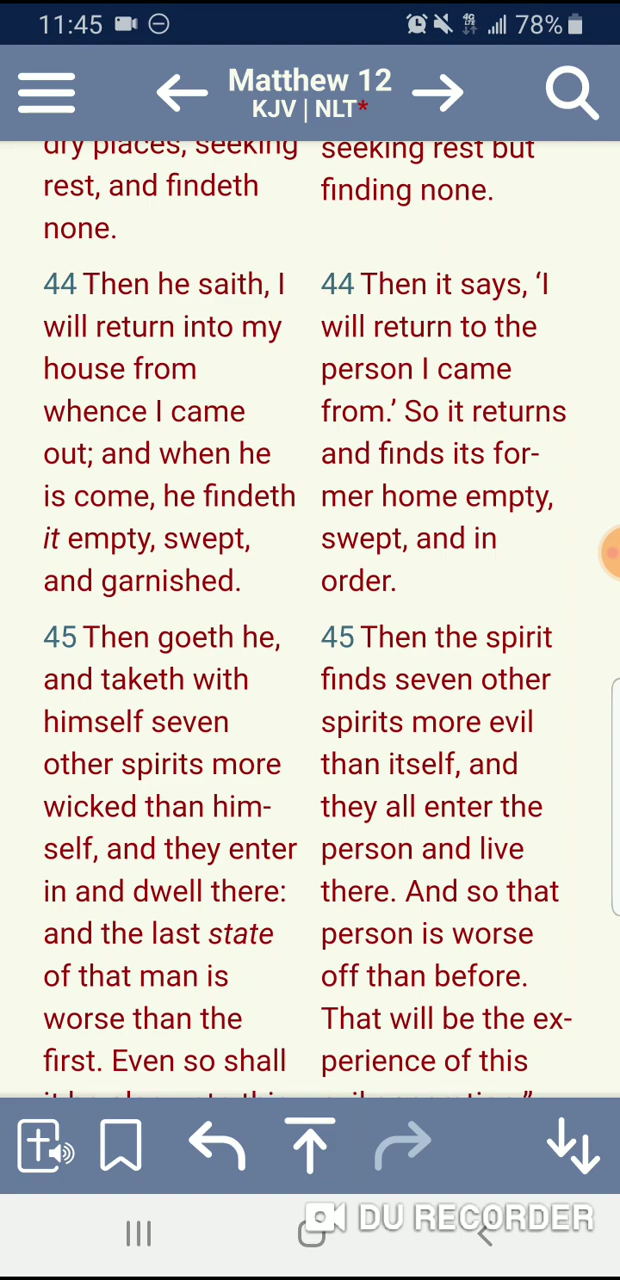 11:45
78%
Matthew 12
KJV | NLT*
dry places, seeking
rest, and findeth
none.
44 Then he saith, I
will return into my
house from
whence I came
out; and when he
is come, he findeth
it empty, swept,
and garnished.
45 Then goeth he,
and taketh with
himself seven
other spirits more
wicked than him-
self, and they enter
in and dwell there:
and the last state
of that man is
worse than the
first. Even so shall
seeking rest but
finding none.
44 Then it says, ‘I
will return to the
person I came
from.’ So it returns
and finds its for-
mer home empty,
swept, and in
order.
45 Then the spirit
finds seven other
spirits more evil
than itself, and
they all enter the
person and live
there. And so that
person is worse
off than before.
That will be the ex-
perience of this
DU RECORDER